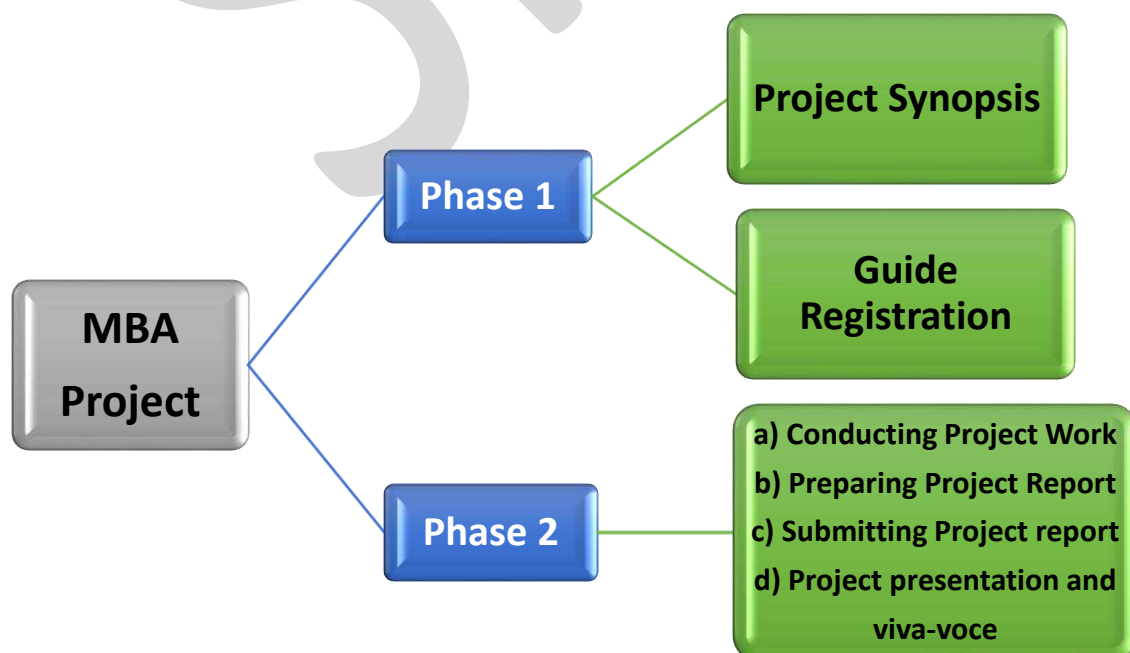 MBA
Project
Phase 1
Project Synopsis
Guide
Registration
Phase 2
a) Conducting Project Work
b) Preparing Project Report
c) Submitting Project report
d) Project presentation and
viva-voce